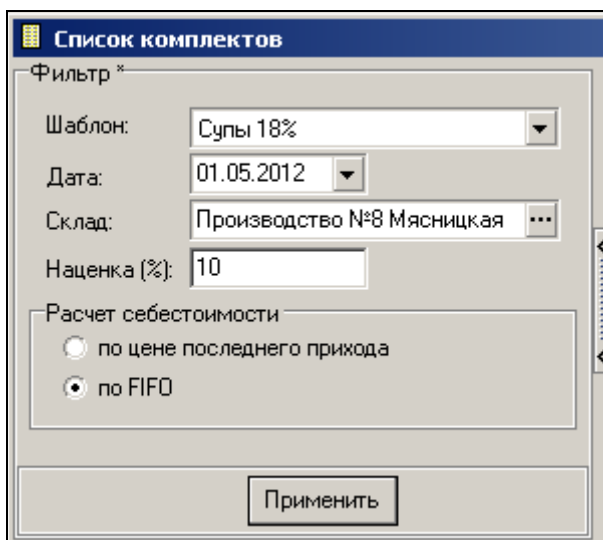 Список комплектов
Фильтр *
Шаблон: Супы 18%
Дата: 01.05.2012
Склад: Производство №8 Мясницкая ...
Наценка (%): 10
Расчет себестоимости
по цене последнего прихода
по FIFO
Применить